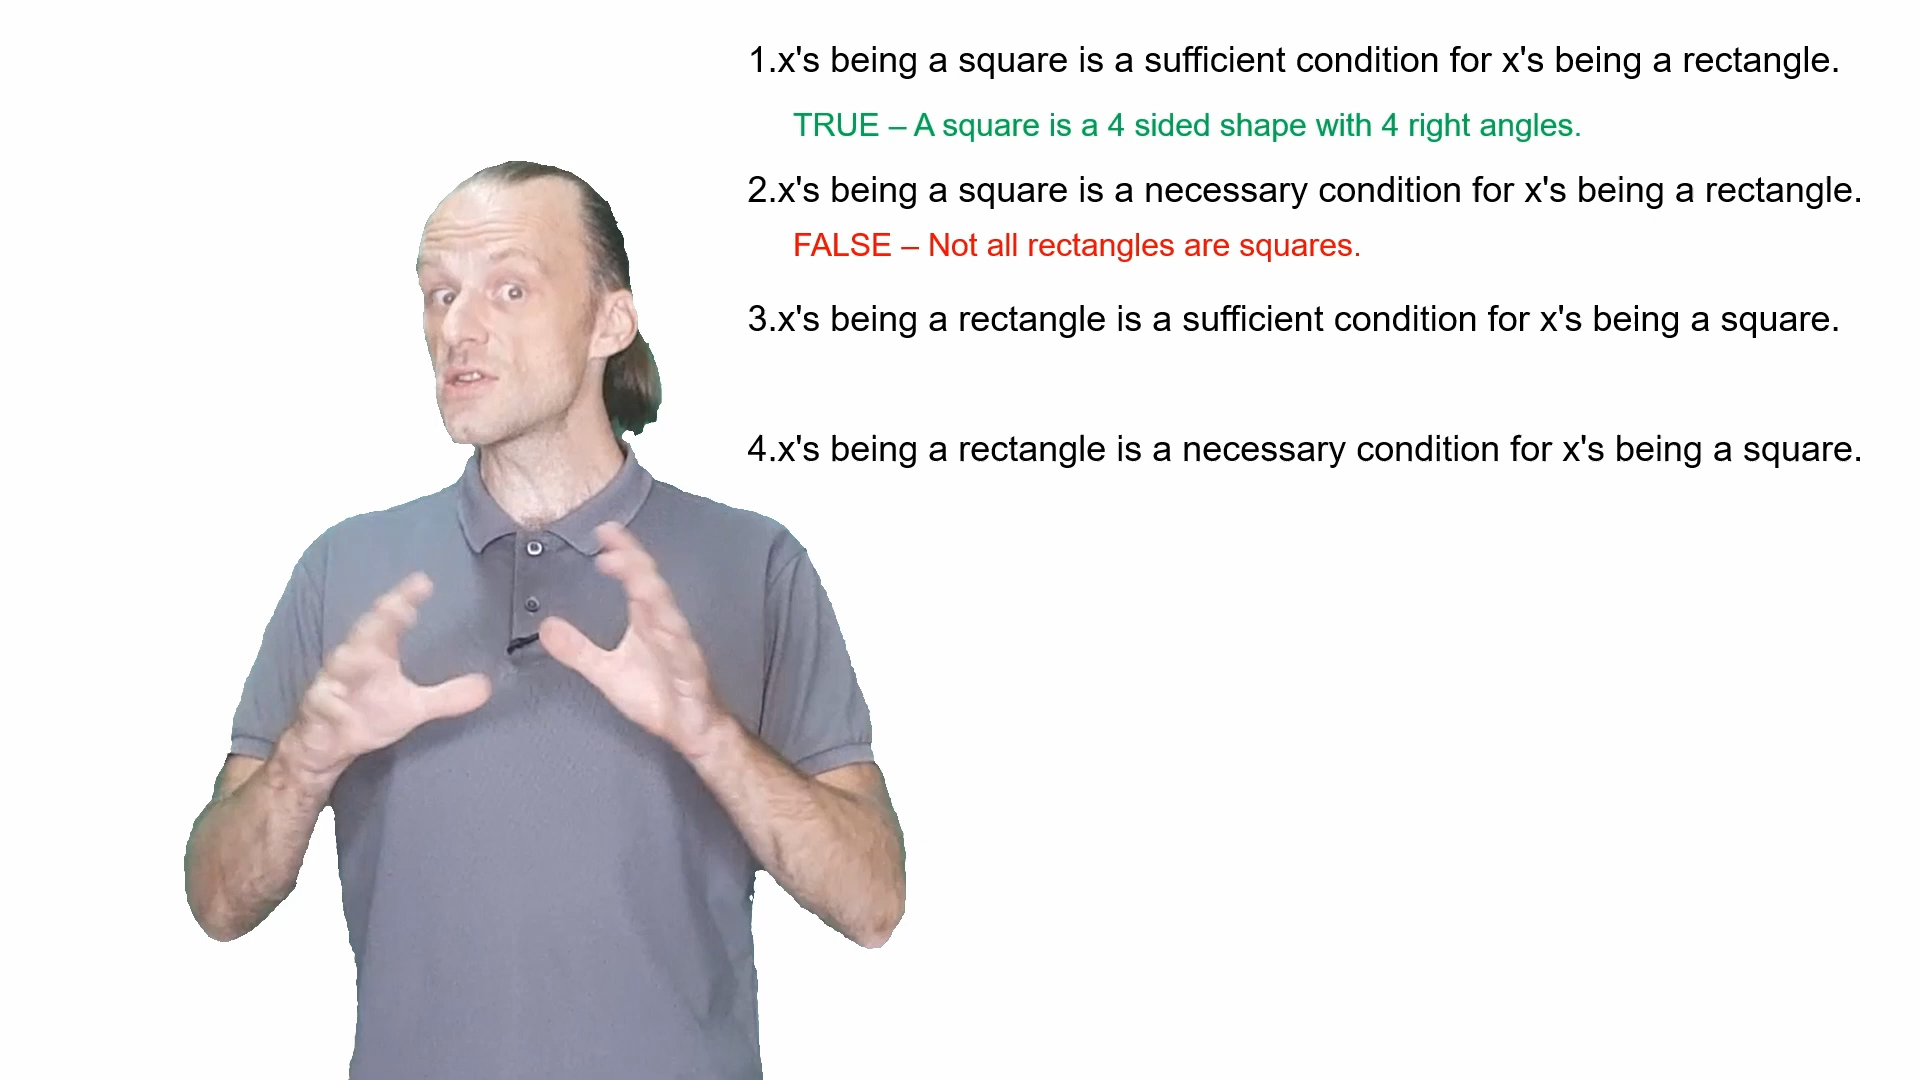 1.x's being a square is a sufficient condition for x's being a rectangle.
TRUE – A square is a 4 sided shape with 4 right angles.
2.x's being a square is a necessary condition for x's being a rectangle.
FALSE – Not all rectangles are squares.
3.x's being a rectangle is a sufficient condition for x's being a square.
4.x's being a rectangle is a necessary condition for x's being a square.